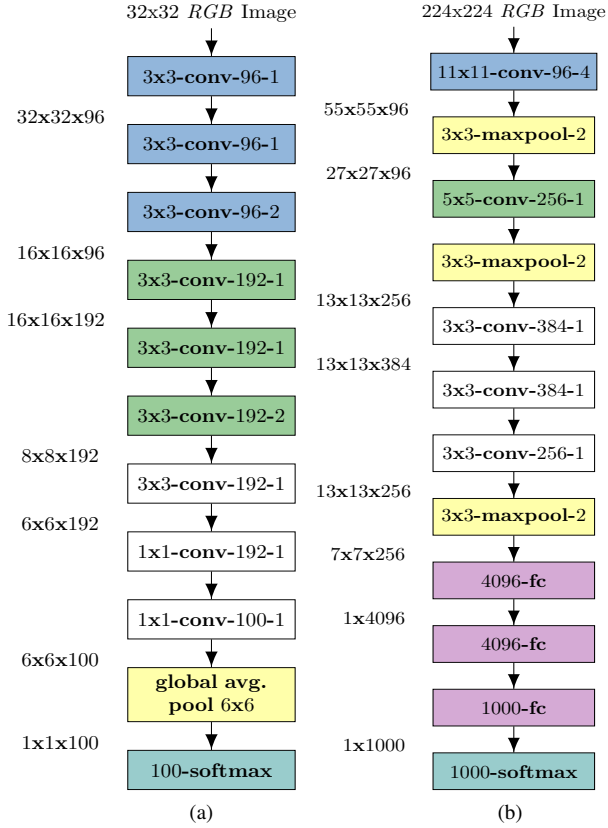 32x32 RGB Image
3x3-conv-96-1
32x32x96
3x3-conv-96-1
3x3-conv-96-2
16x16x96
3x3-conv-192-1
16x16x192
3x3-conv-192-1
3x3-conv-192-2
8x8x192
3x3-conv-192-1
6x6x192
1x1-conv-192-1
1x1-conv-100-1
6x6x100
global avg.
pool 6x6
1x1x100
100-softmax
(a)
224x224 RGB Image
11x11-conv-96-4
55x55x96
3x3-maxpool-2
27x27x96
5x5-conv-256-1
3x3-maxpool-2
13x13x256
3x3-conv-384-1
13x13x384
3x3-conv-384-1
3x3-conv-256-1
13x13x256
3x3-maxpool-2
7x7x256
4096-fc
1x4096
4096-fc
1000-fc
1x1000
1000-softmax
(b)